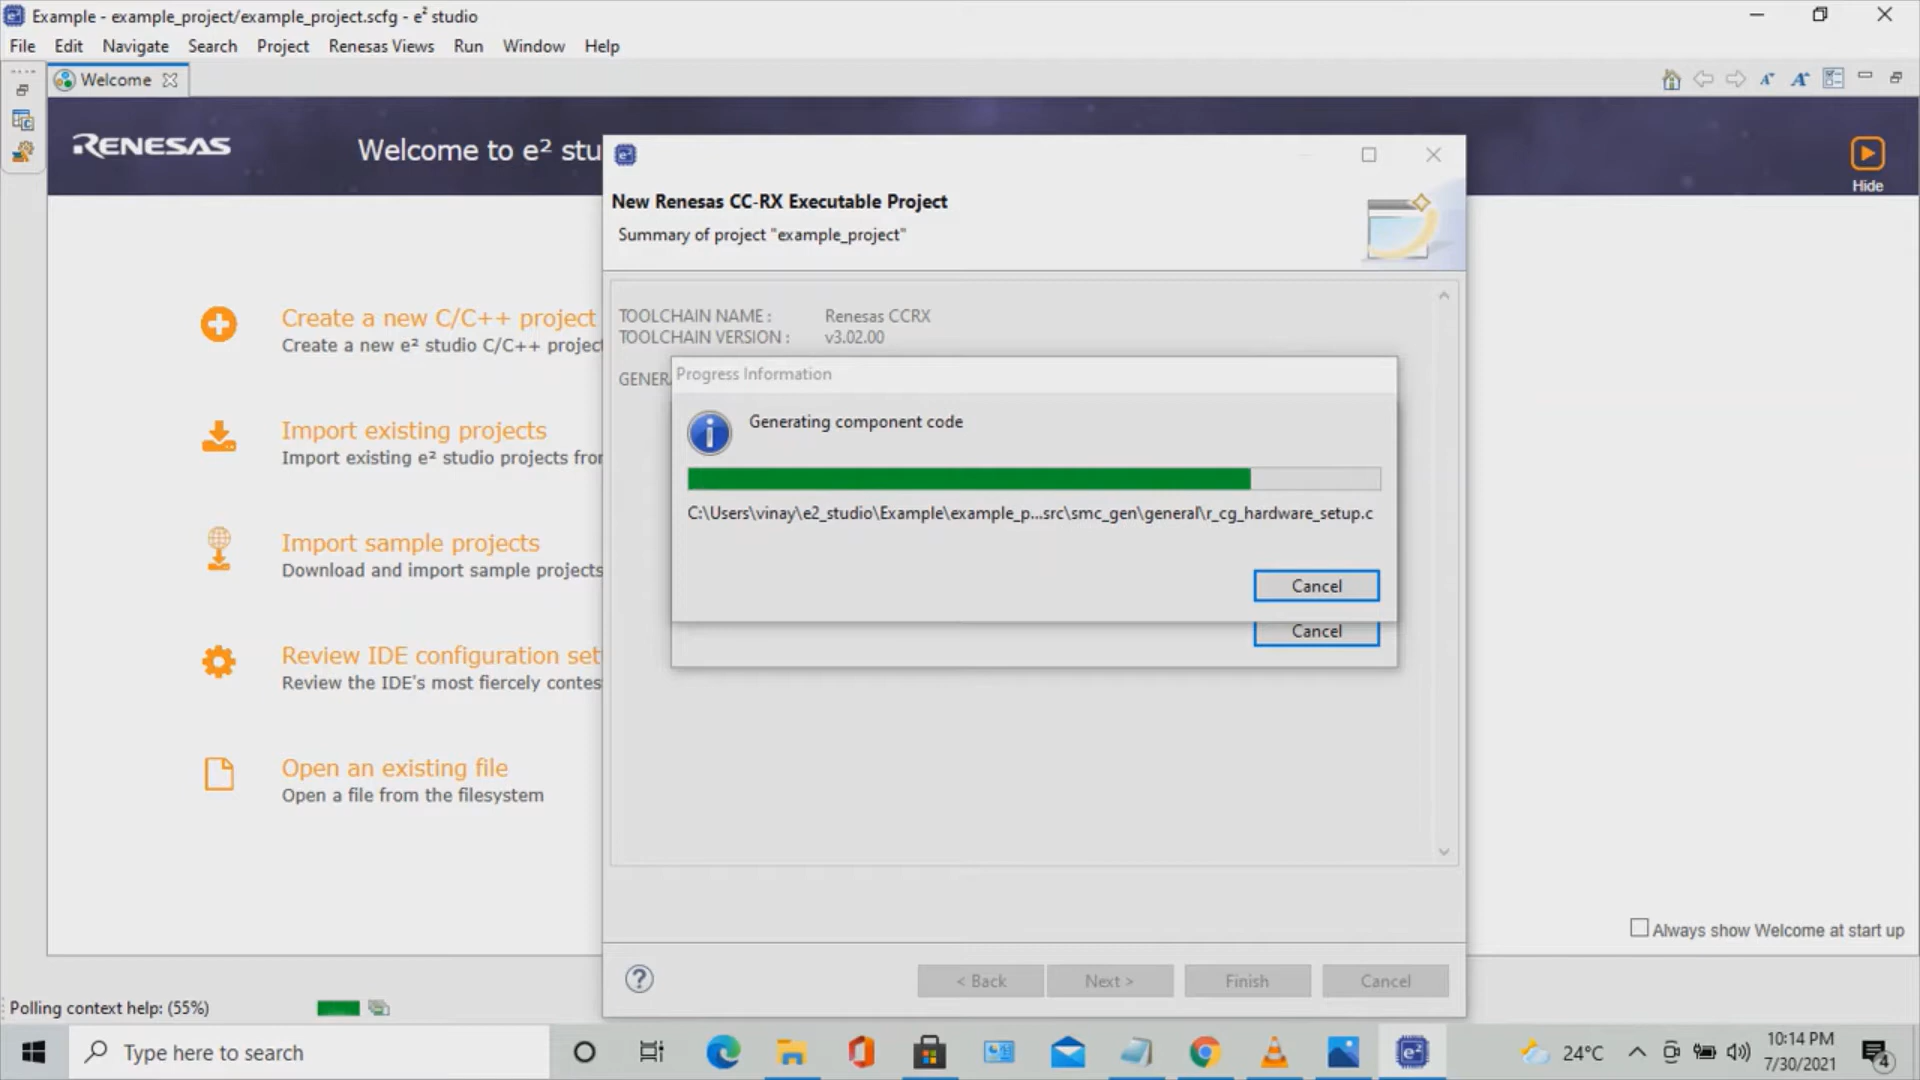 Example - example_project/example_project.scfg - e² studio
File Edit Navigate Search Project Renesas Views Run Window Help
Welcome
RENESAS
Welcome to e² stu
Hide
New Renesas CC-RX Executable Project
Summary of project "example_project"
TOOLCHAIN NAME : Renesas CCRX
TOOLCHAIN VERSION : v3.02.00
GENERA
Progress Information
Generating component code
C:\Users\vinay\e2_studio\Example\example_p...src\smc_gen\general\r_cg_hardware_setup.c
Cancel
Cancel
Create a new C/C++ project
Create a new e² studio C/C++ project
Import existing projects
Import existing e² studio projects from
Import sample projects
Download and import sample projects
Review IDE configuration set
Review the IDE's most fiercely contes
Open an existing file
Open a file from the filesystem
Always show Welcome at start up
< Back Next > Finish Cancel
Polling context help: (55%)
Type here to search
24°C
10:14 PM
7/30/2021
4